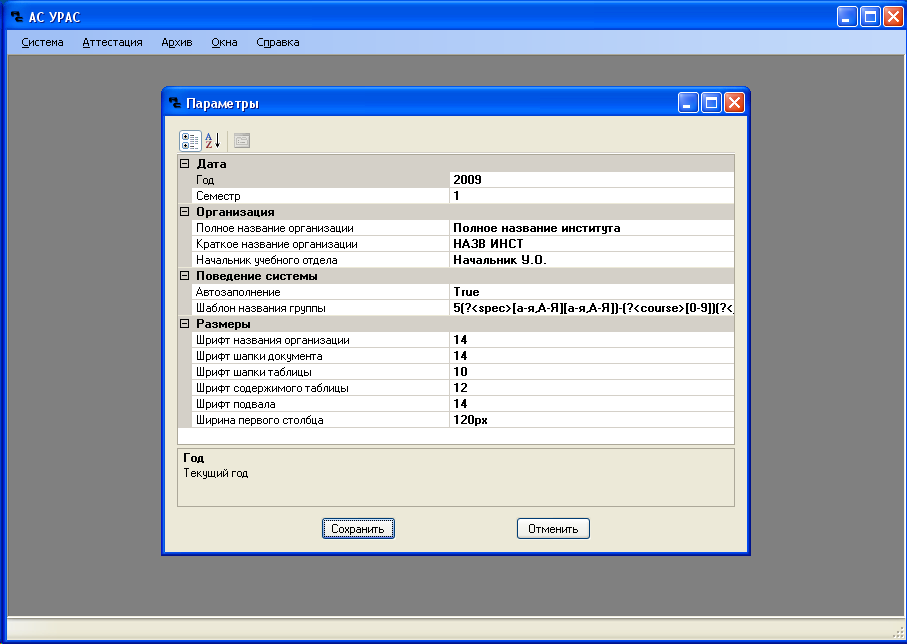 АС УРАС
Система Аттестация Архив Окна Справка
Параметры
Дата
Год 2009
Семестр 1
Организация
Полное название организации Полное название института
Краткое название организации НАЗВ ИНСТ
Начальник учебного отдела Начальник У.О.
Поведение системы
Автозаполнение True
Шаблон названия группы 5(?<spec>[а-я,А-Я][а-я,А-Я])-(?<course>[0-9])(?<
Размеры
Шрифт названия организации 14
Шрифт шапки документа 14
Шрифт шапки таблицы 10
Шрифт содержимого таблицы 12
Шрифт подвала 14
Ширина первого столбца 120px
Год
Текущий год
Сохранить Отменить